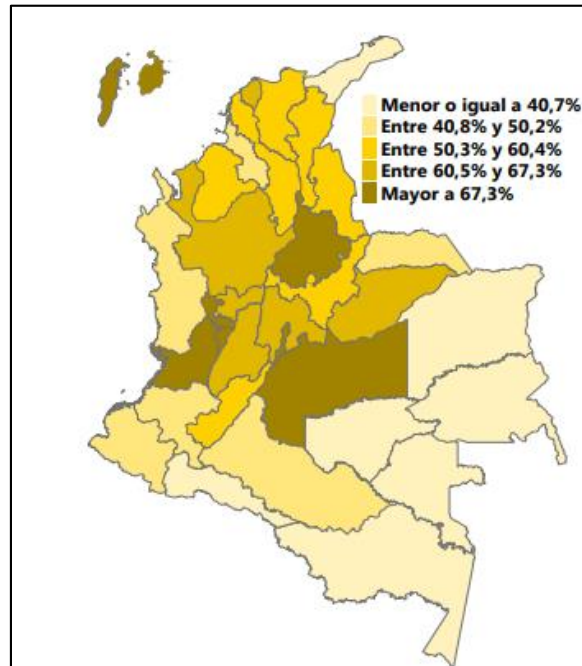 Menor o igual a 40,7%
Entre 40,8% y 50,2%
Entre 50,3% y 60,4%
Entre 60,5% y 67,3%
Mayor a 67,3%